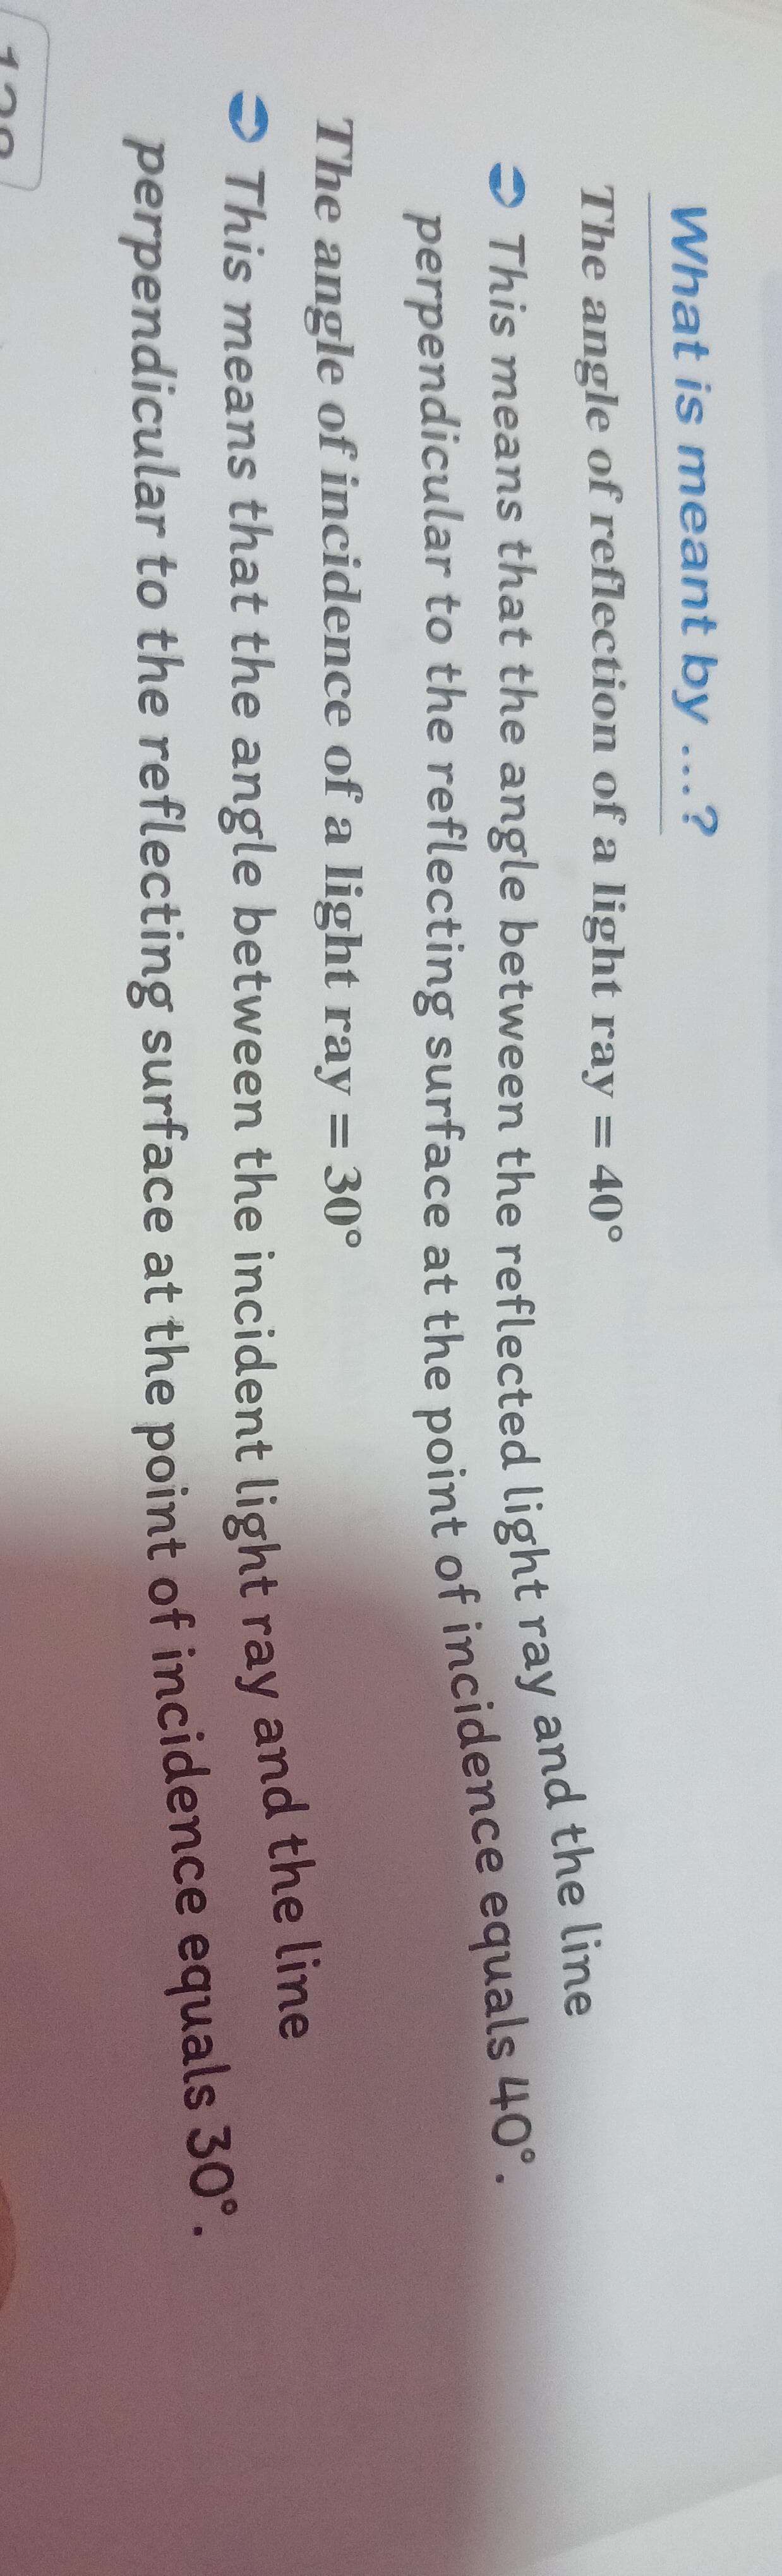 What is meant by ...?
The angle of reflection of a light ray = 40°
This means that the angle between the reflected light ray and the line
perpendicular to the reflecting surface at the point of incidence equals 40°.
The angle of incidence of a light ray = 30°
This means that the angle between the incident light ray and the line
perpendicular to the reflecting surface at the point of incidence equals 30°.